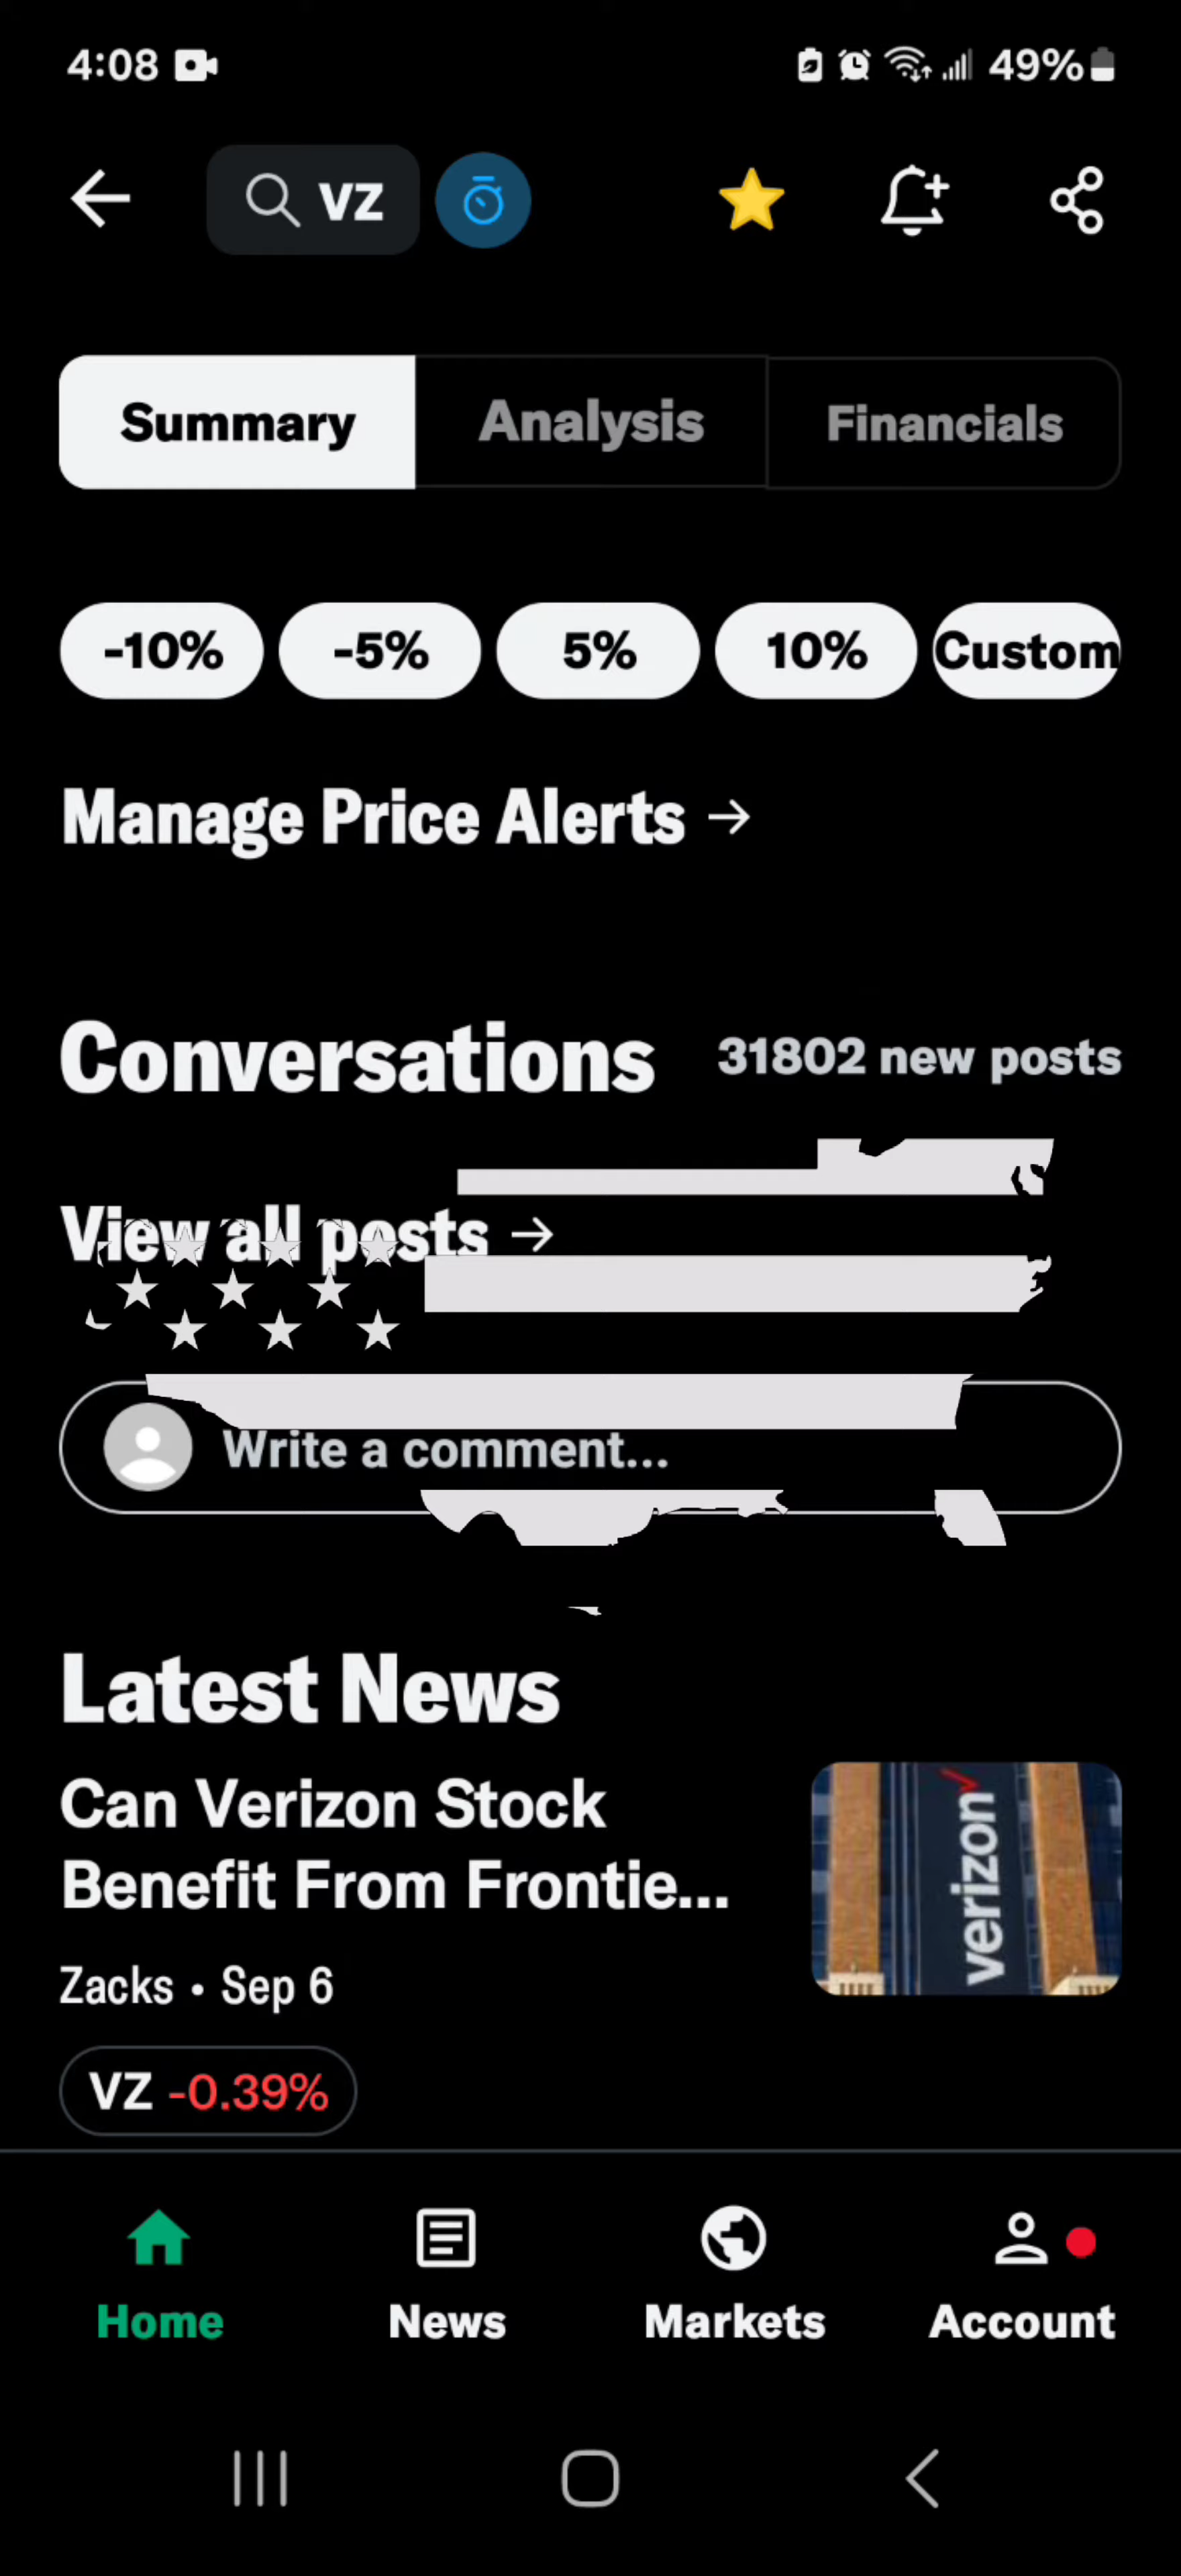 4:08 49%
VZ
Summary Analysis Financials
-10% -5% 5% 10% Custom
Manage Price Alerts
Conversations 31802 new posts
View all posts
Write a comment...
Latest News
Can Verizon Stock
Benefit From Frontie...
verizon
Zacks • Sep 6
VZ -0.39%
Home News Markets Account